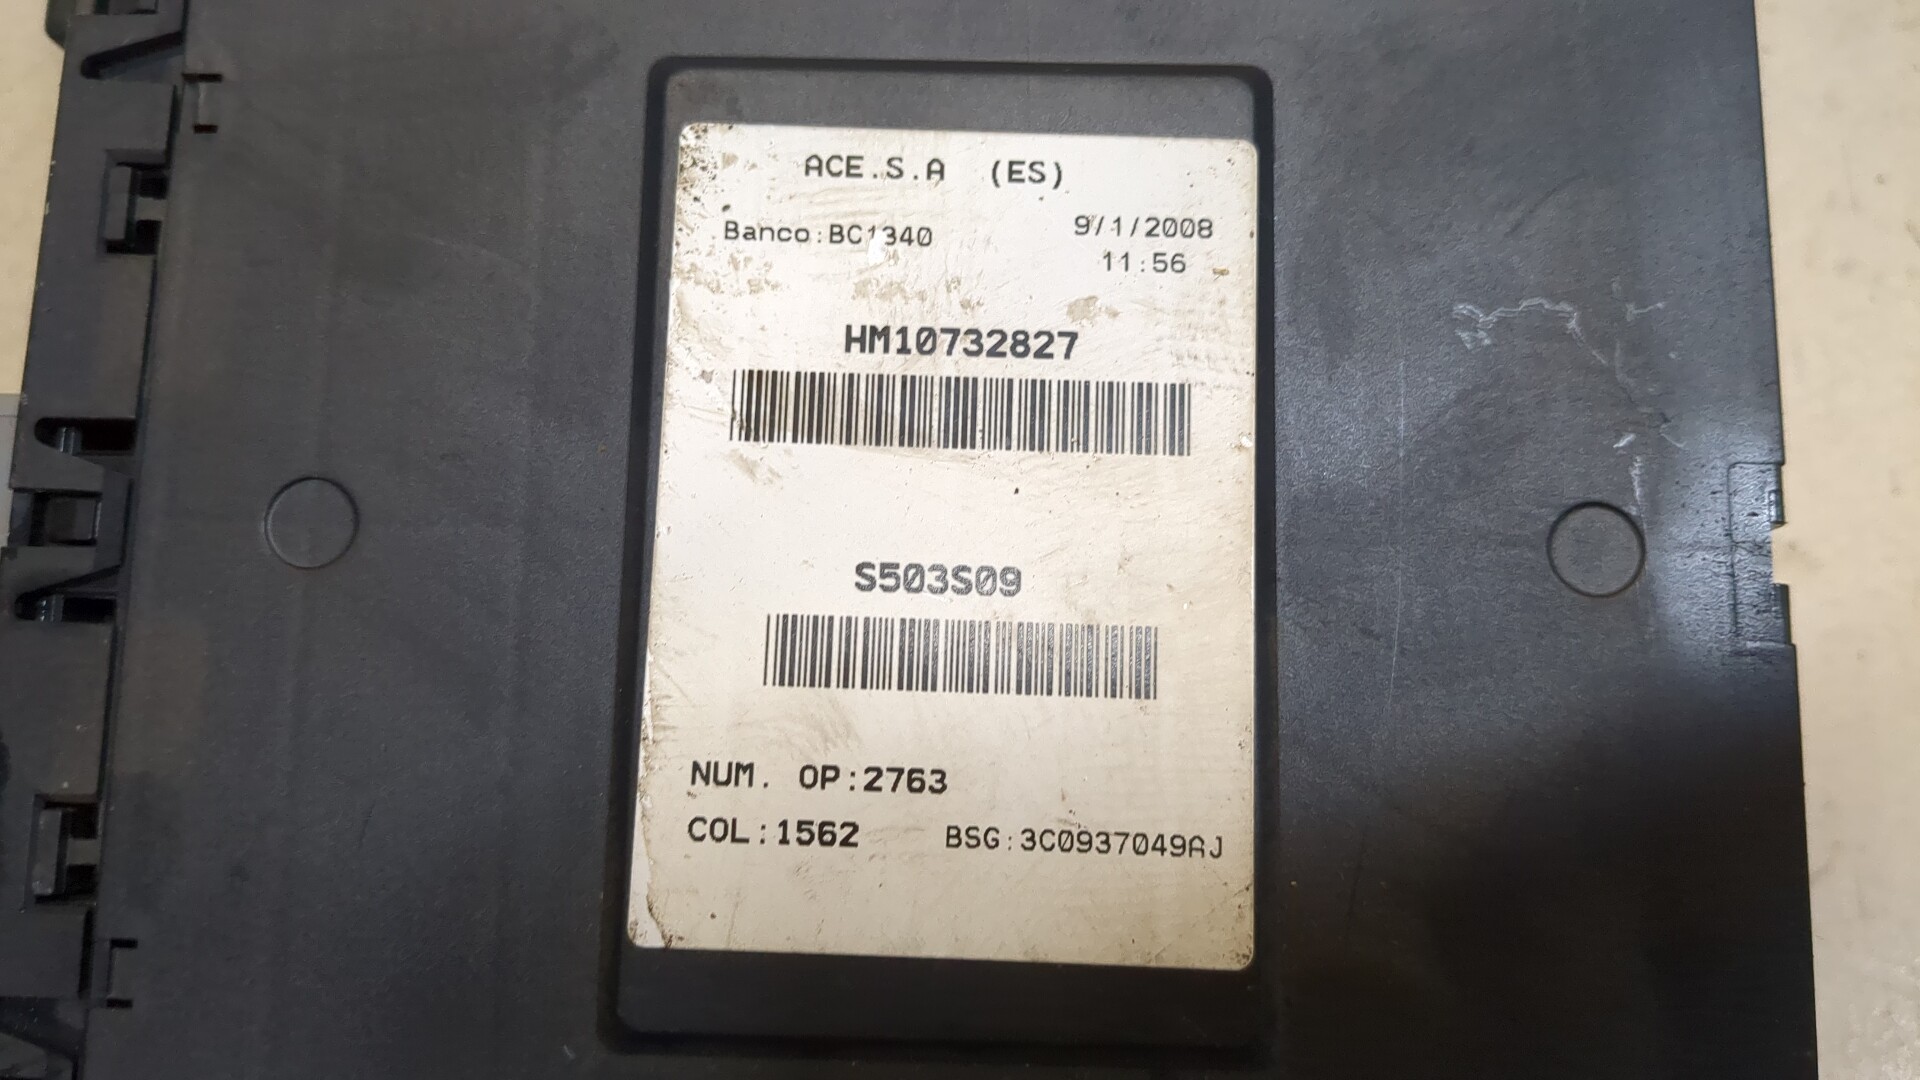 ACE.S.A (ES)
Banco:BC1340 9/1/2008
11:56
HM10732827
S503S09
NUM. OP:2763
COL:1562 BSG:3C0937049AJ